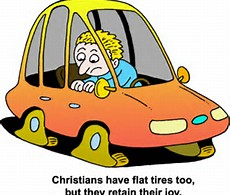 Christians have flat tires too,
but they retain their joy.